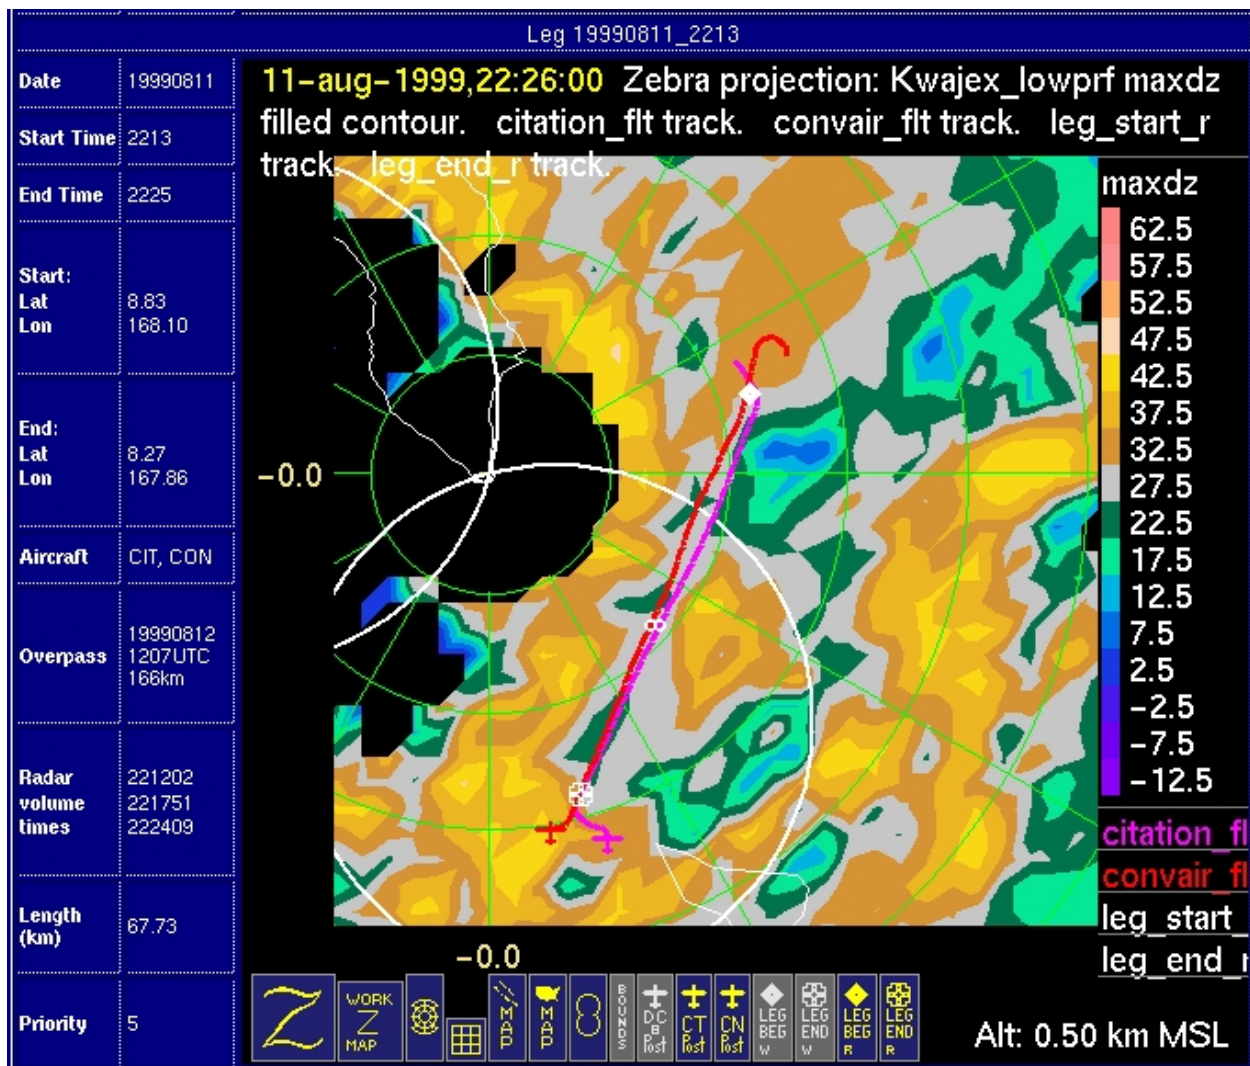 Leg 19990811_2213
Date 19990811
Start Time 2213
End Time 2225
Start:
Lat 8.83
Lon 168.10
End:
Lat 8.27
Lon 167.86
Aircraft CIT, CON
Overpass 19990812
1207UTC
166km
Radar 221202
volume 221751
times 222409
Length
(km) 67.73
Priority 5
11-aug-1999,22:26:00 Zebra projection: Kwajex_lowprf maxdz
filled contour. citation_flt track. convair_flt track. leg_start_r
track. leg_end_r track.
maxdz
62.5
57.5
52.5
47.5
42.5
37.5
32.5
27.5
22.5
17.5
12.5
7.5
2.5
-2.5
-7.5
-12.5
-0.0
citation_fl
convair_fl
leg_start_
leg_end_r
-0.0
Z
WORK
Z
MAP
MAP
MAP
8
BOUNDS
DC
8
Post
CT
Post
CN
Post
LEG
BEG
W
LEG
END
W
LEG
BEG
R
LEG
END
R
Alt: 0.50 km MSL